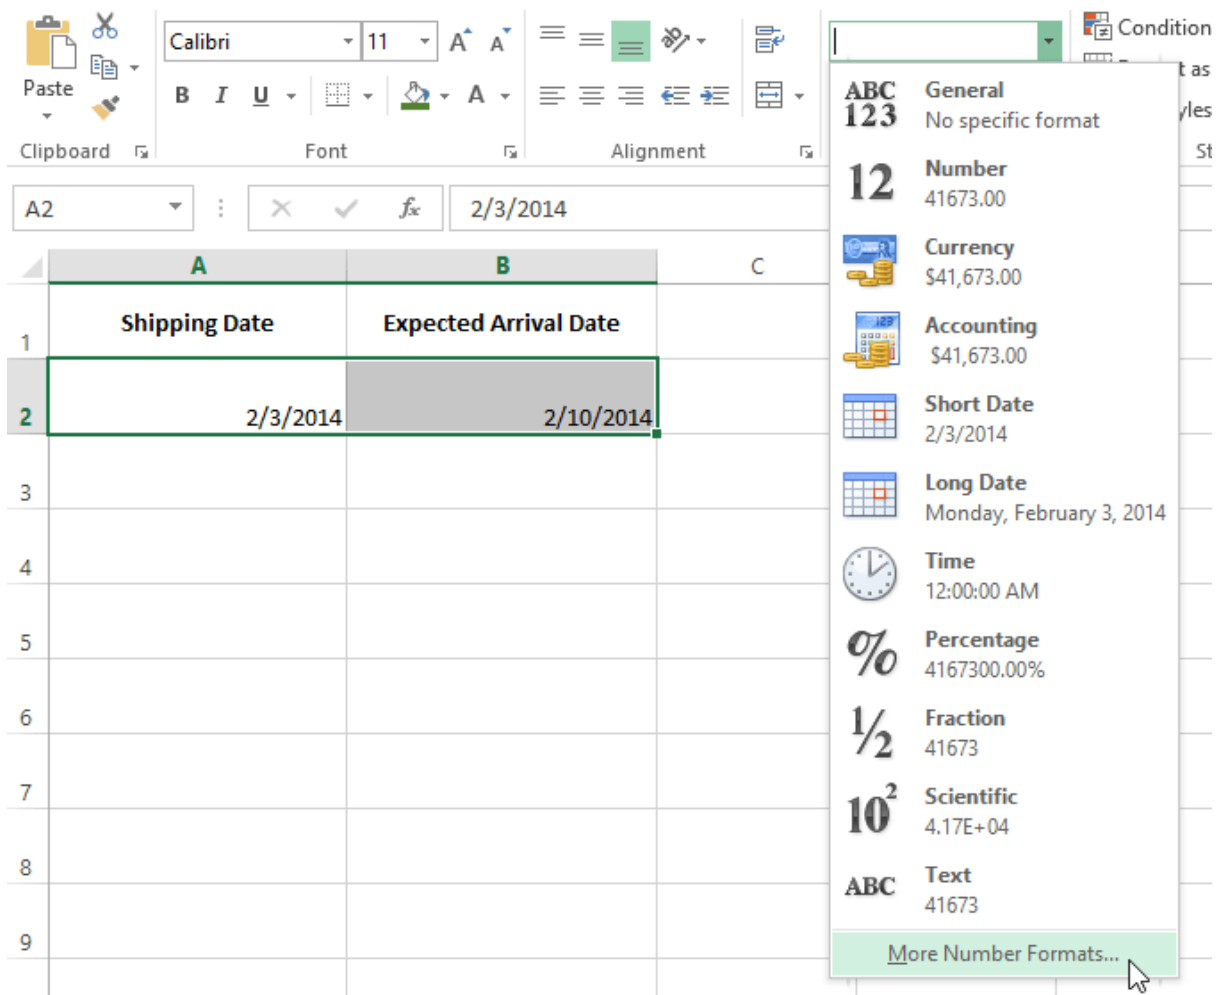 Calibri
11
A A
Paste
B I U
A
Clipboard
Font
Alignment
Condition
t as
yles
St
A2
fx
2/3/2014
A
B
C
1
Shipping Date
Expected Arrival Date
2
2/3/2014
2/10/2014
3
4
5
6
7
8
9
ABC
123
General
No specific format
12
Number
41673.00
Currency
$41,673.00
123
Accounting
$41,673.00
Short Date
2/3/2014
Long Date
Monday, February 3, 2014
Time
12:00:00 AM
%
Percentage
4167300.00%
1/2
Fraction
41673
10²
Scientific
4.17E+04
ABC
Text
41673
More Number Formats...